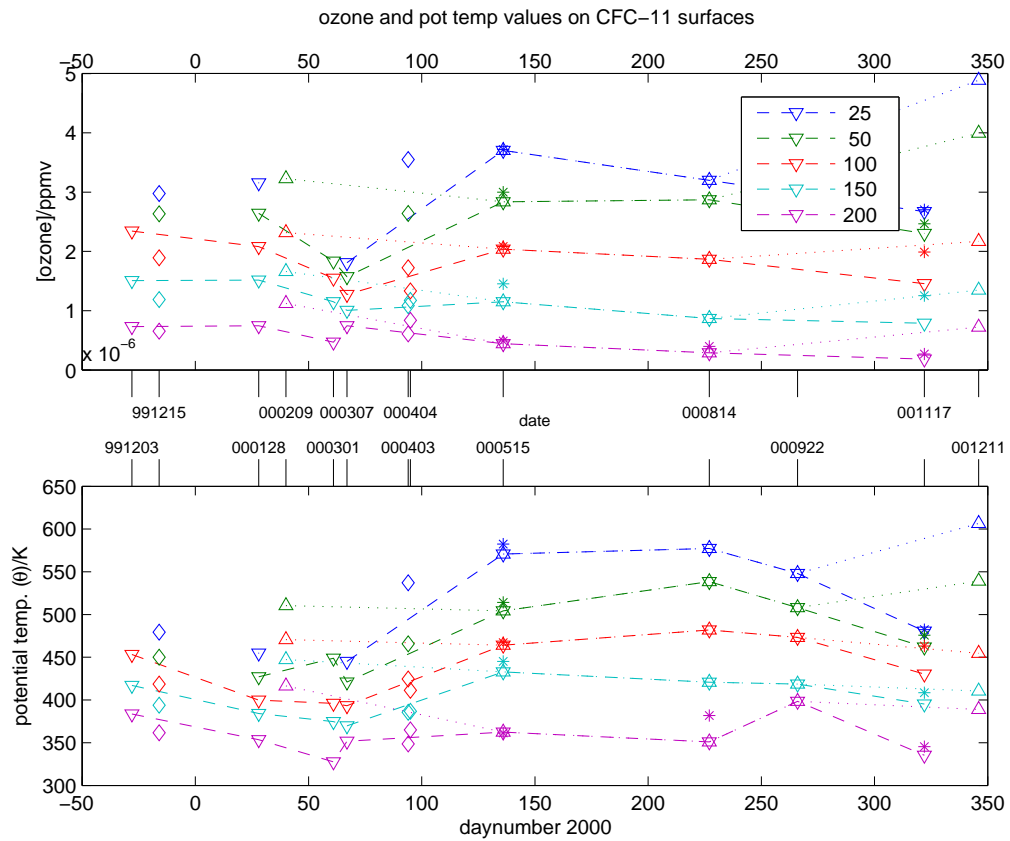 ozone and pot temp values on CFC−11 surfaces
−50 0 50 100 150 200 250 300 350
5
4
3
2
1
0
[ozone]/ppmv
x 10−6
25
50
100
150
200
991215 000209 000307 000404 date 000814 001117
991203 000128 000301 000403 000515 000922 001211
650
600
550
500
450
400
350
300
potential temp. (θ)/K
−50 0 50 100 150 200 250 300 350
daynumber 2000